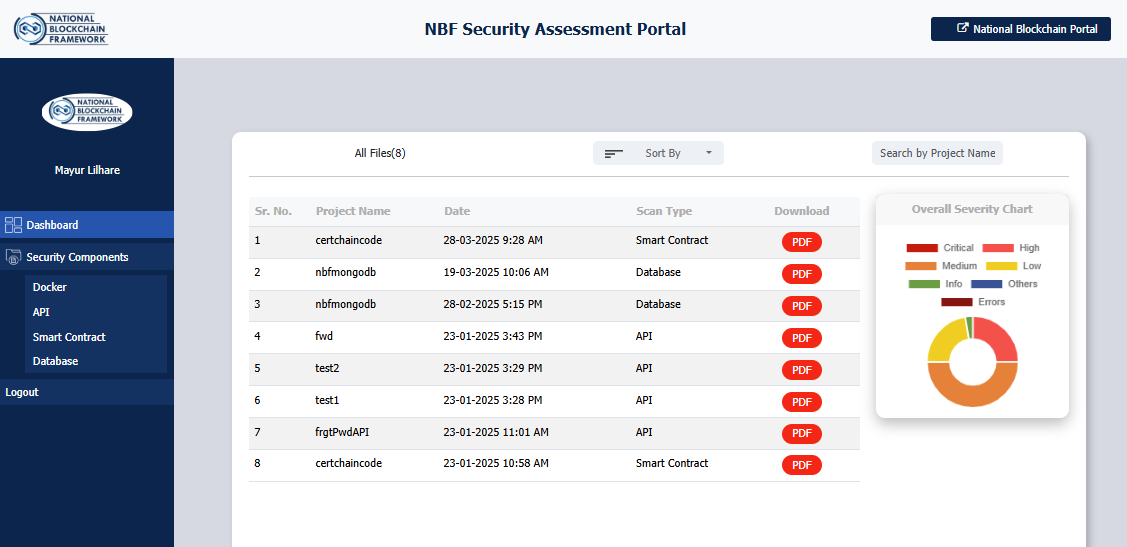 NATIONAL
BLOCKCHAIN
FRAMEWORK
NBF Security Assessment Portal
National Blockchain Portal
NATIONAL
BLOCKCHAIN
FRAMEWORK
Mayur Lilhare
Dashboard
Security Components
Docker
API
Smart Contract
Database
Logout
All Files(8)
Sort By
Search by Project Name
Sr. No. Project Name Date Scan Type Download
1 certchaincode 28-03-2025 9:28 AM Smart Contract PDF
2 nbfmongodb 19-03-2025 10:06 AM Database PDF
3 nbfmongodb 28-02-2025 5:15 PM Database PDF
4 fwd 23-01-2025 3:43 PM API PDF
5 test2 23-01-2025 3:29 PM API PDF
6 test1 23-01-2025 3:28 PM API PDF
7 frgtPwdAPI 23-01-2025 11:01 AM API PDF
8 certchaincode 23-01-2025 10:58 AM Smart Contract PDF
Overall Severity Chart
Critical High
Medium Low
Info Others
Errors